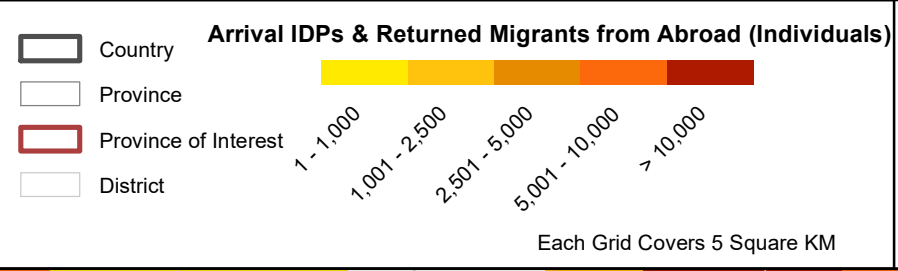 Arrival IDPs & Returned Migrants from Abroad (Individuals)
Country
Province
Province of Interest
District
1 - 1,000
1,001 - 2,500
2,501 - 5,000
5,001 - 10,000
> 10,000
Each Grid Covers 5 Square KM